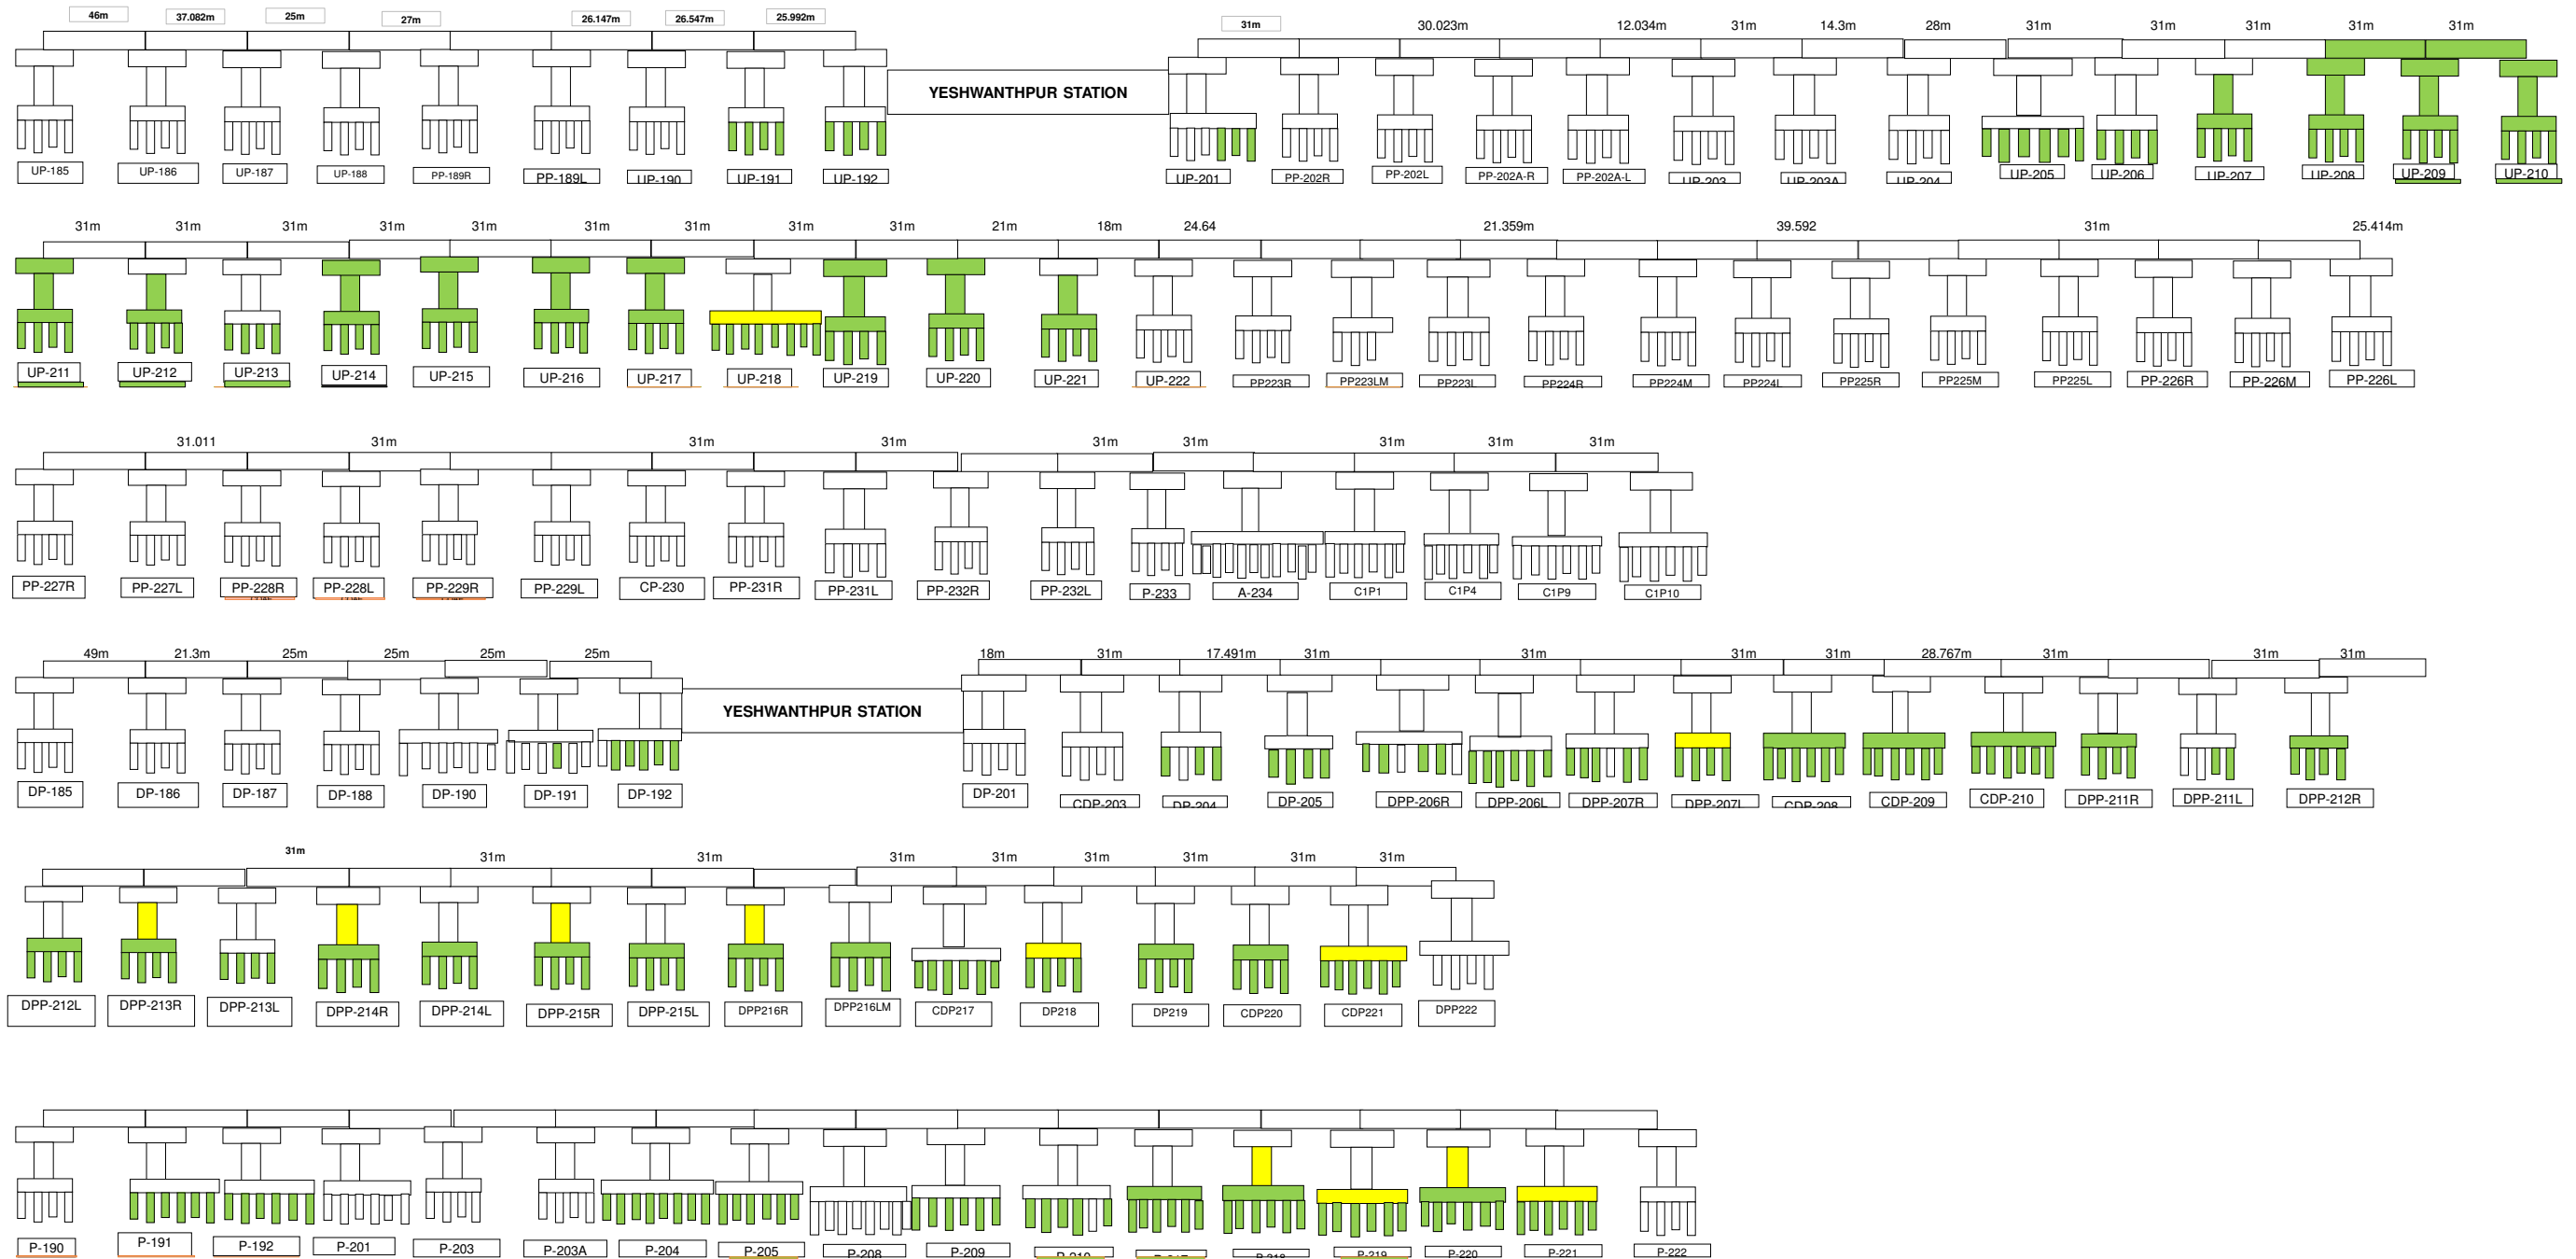 46m 37.082m 25m 27m 26.147m 26.547m 25.992m 31m 30.023m 12.034m 31m 14.3m 28m 31m 31m 31m 31m 31m
YESHWANTHPUR STATION
UP-185 UP-186 UP-187 UP-188 PP-189R PP-189L UP-190 UP-191 UP-192 UP-201 PP-202R PP-202L PP-202A-R PP-202A-L UP-203 UP-203A UP-204 UP-205 UP-206 UP-207 UP-208 UP-209 UP-210
31m 31m 31m 31m 31m 31m 31m 31m 31m 21m 18m 24.64 21.359m 39.592 31m 25.414m
UP-211 UP-212 UP-213 UP-214 UP-215 UP-216 UP-217 UP-218 UP-219 UP-220 UP-221 UP-222 PP223R PP223LM PP223L PP224R PP224M PP224L PP225R PP225M PP225L PP-226R PP-226M PP-226L
31.011 31m 31m 31m 31m 31m 31m 31m 31m
PP-227R PP-227L PP-228R PP-228L PP-229R PP-229L CP-230 PP-231R PP-231L PP-232R PP-232L P-233 A-234 C1P1 C1P4 C1P9 C1P10
49m 21.3m 25m 25m 25m 25m 18m 31m 17.491m 31m 31m 31m 31m 28.767m 31m 31m 31m
YESHWANTHPUR STATION
DP-185 DP-186 DP-187 DP-188 DP-190 DP-191 DP-192 DP-201 CDP-203 DP-204 DP-205 DPP-206R DPP-206L DPP-207R DPP-207L CDP-208 CDP-209 CDP-210 DPP-211R DPP-211L DPP-212R
31m 31m 31m 31m 31m 31m 31m 31m 31m
DPP-212L DPP-213R DPP-213L DPP-214R DPP-214L DPP-215R DPP-215L DPP216R DPP216LM CDP217 DP218 DP219 CDP220 CDP221 DPP222
P-190 P-191 P-192 P-201 P-203 P-203A P-204 P-205 P-208 P-209 P-210 P-218 P-219 P-220 P-221 P-222